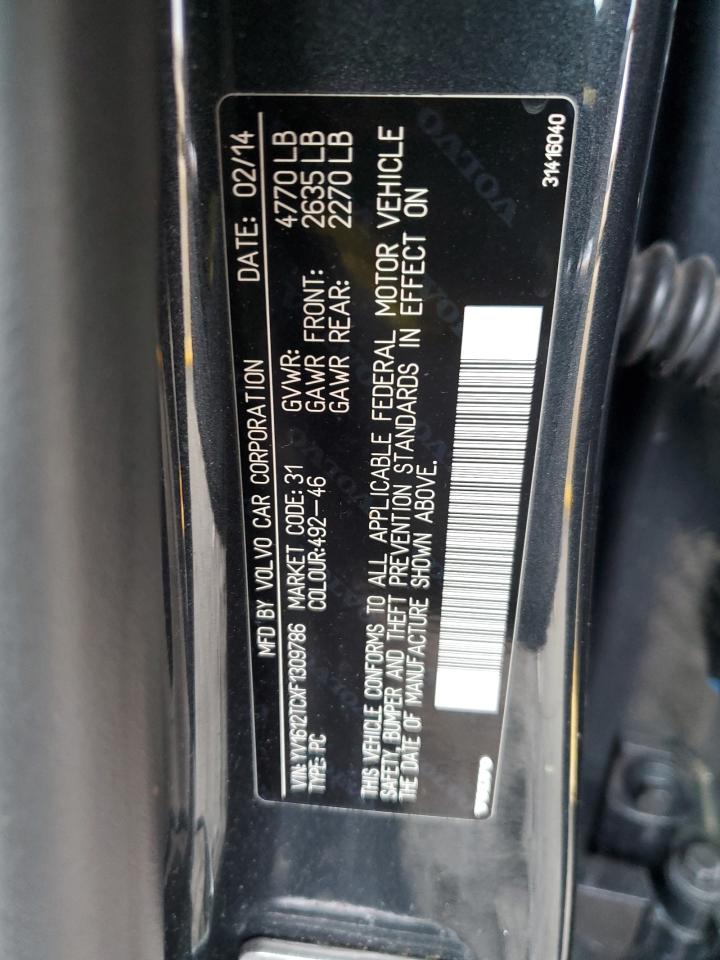 MFD BY VOLVO CAR CORPORATION DATE: 02/14
VIN: YV1612TCXF1309786 MARKET CODE: 31 GVWR: 4770 LB
TYPE: PC COLOUR:492-46 GAWR FRONT: 2635 LB
GAWR REAR: 2270 LB
THIS VEHICLE CONFORMS TO ALL APPLICABLE FEDERAL MOTOR VEHICLE
SAFETY, BUMPER AND THEFT PREVENTION STANDARDS IN EFFECT ON
THE DATE OF MANUFACTURE SHOWN ABOVE.
VOLVO
31416040